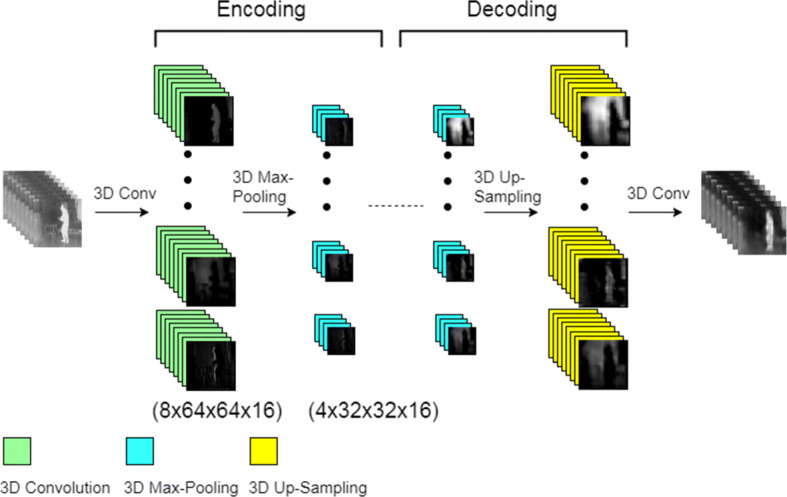 Encoding
Decoding
3D Conv
3D Max-
Pooling
3D Up-
Sampling
3D Conv
(8x64x64x16)
(4x32x32x16)
3D Convolution
3D Max-Pooling
3D Up-Sampling